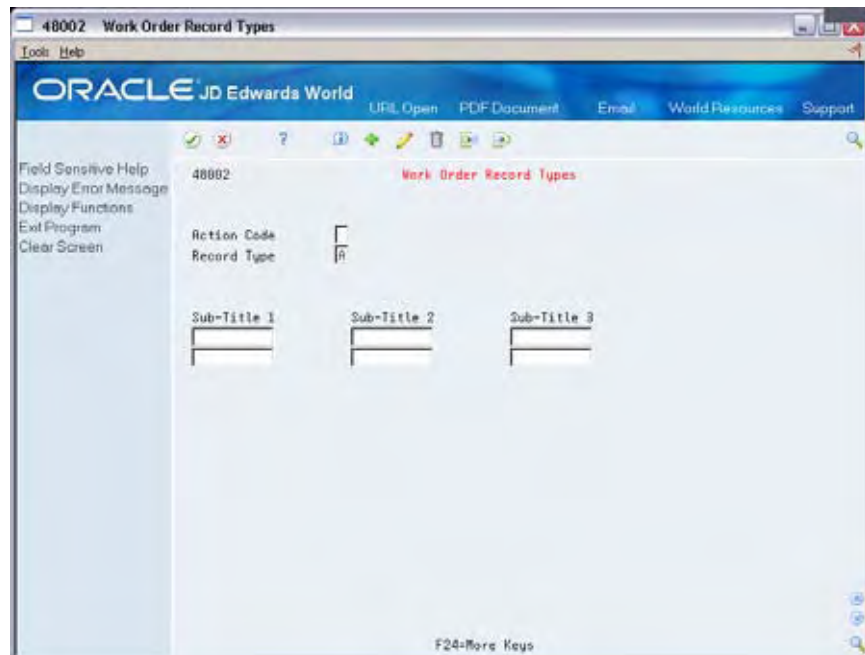 48002 Work Order Record Types
Tools Help
ORACLE JD Edwards World
URL Open PDF Document Email World Resources Support
Field Sensitive Help
Display Error Message
Display Functions
Exit Program
Clear Screen
48002 Work Order Record Types
Action Code
Record Type A
Sub-Title 1 Sub-Title 2 Sub-Title 3
F24=More Keys